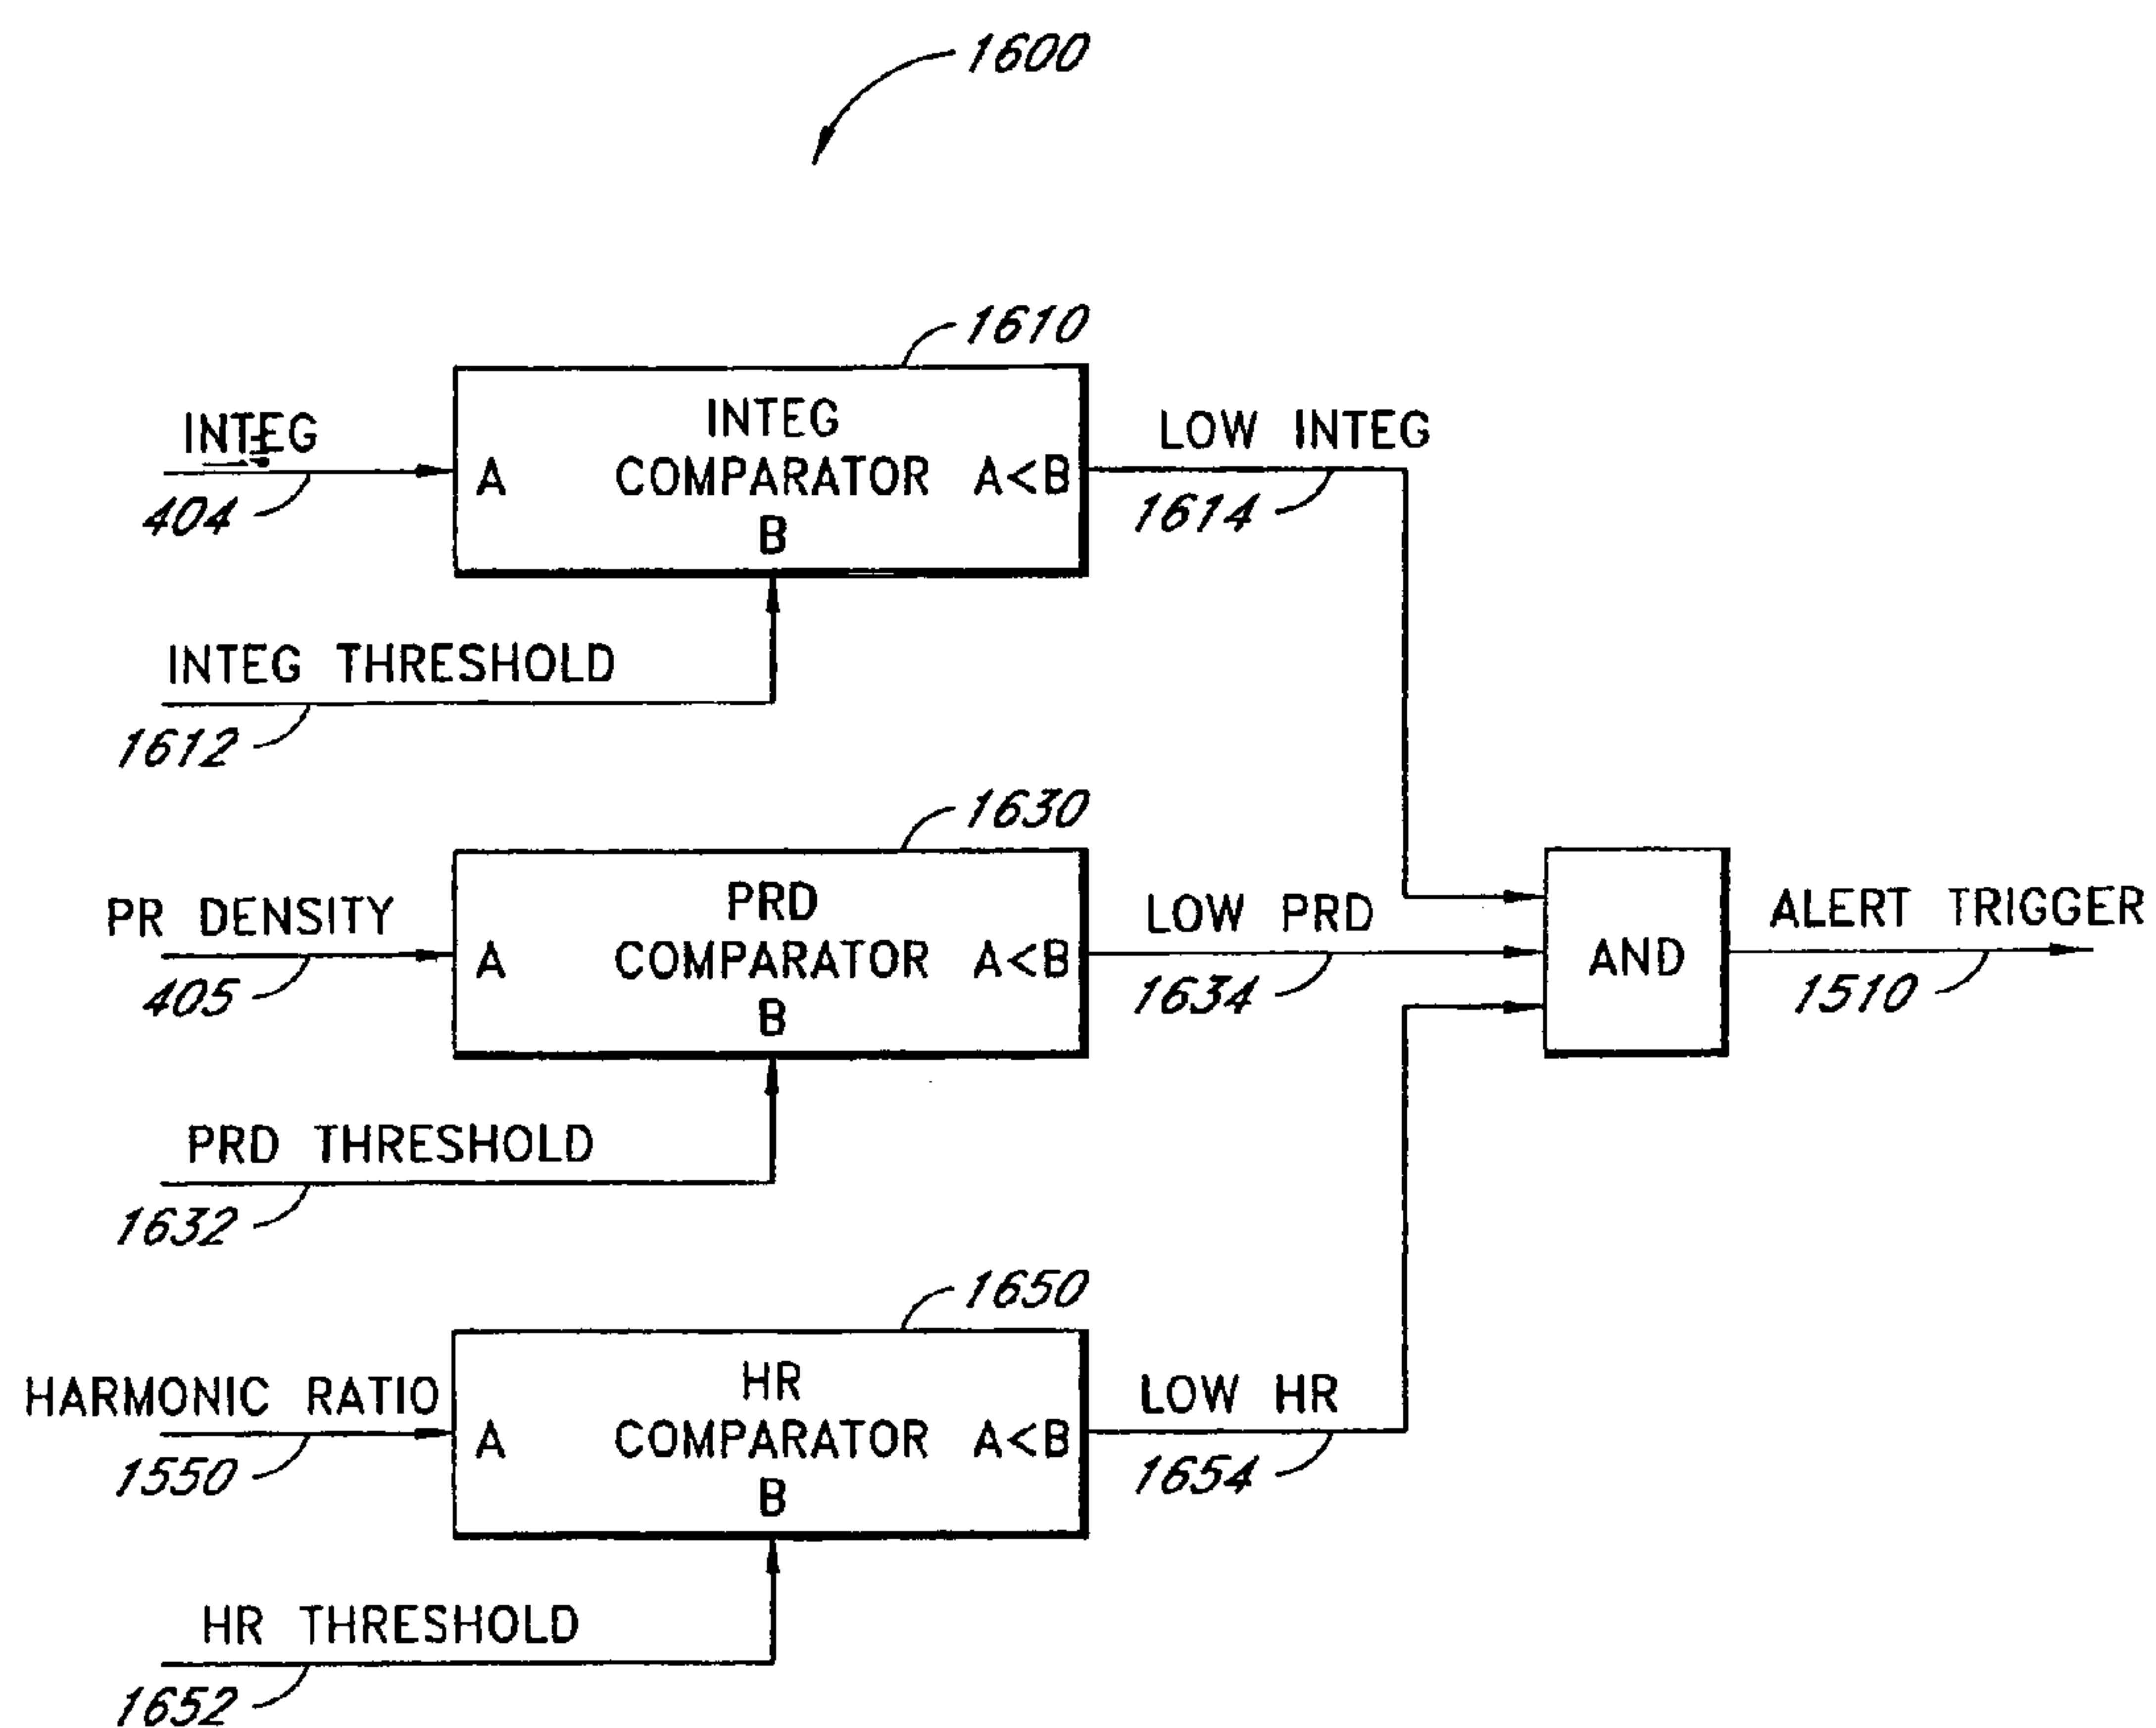 1600
1610
INTEG
404
A
INTEG
COMPARATOR
A<B
B
LOW INTEG
1614
INTEG THRESHOLD
1612
1630
PR DENSITY
405
A
PRD
COMPARATOR
A<B
B
LOW PRD
1634
AND
ALERT TRIGGER
1510
PRD THRESHOLD
1632
1650
HARMONIC RATIO
1550
A
HR
COMPARATOR
A<B
B
LOW HR
1654
HR THRESHOLD
1652